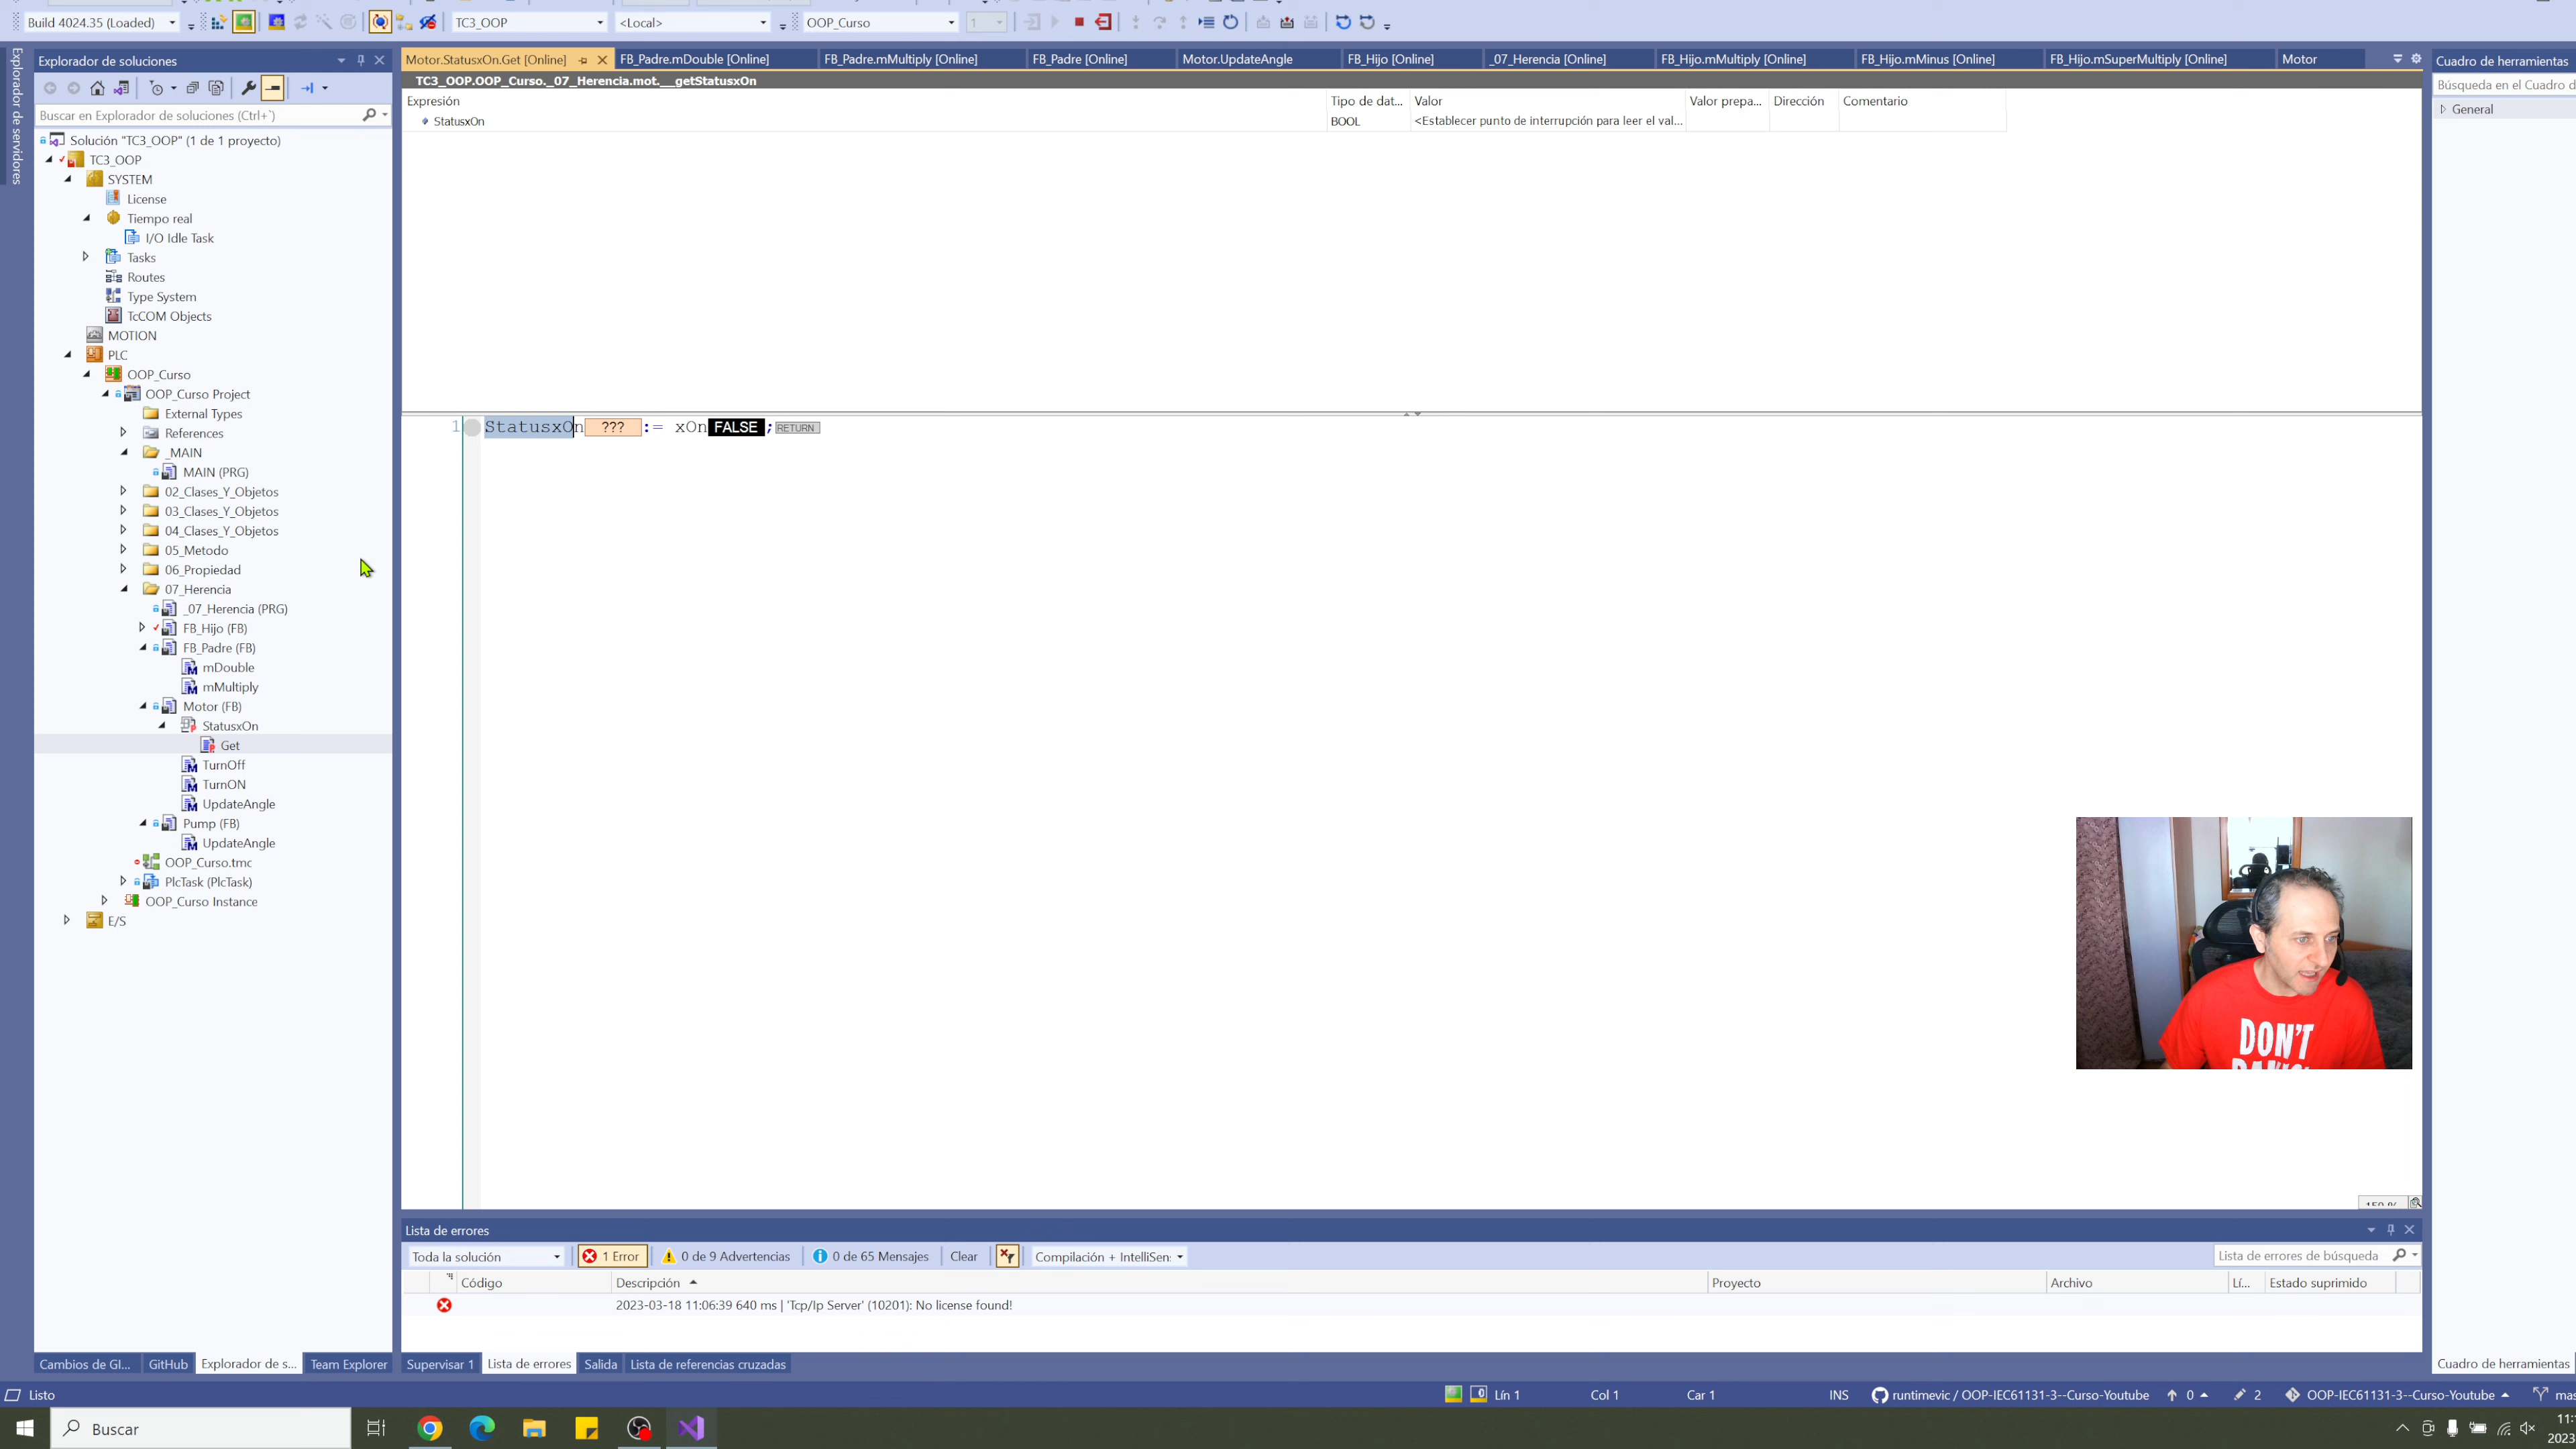 Build 4024.35 (Loaded)
TC3_OOP
<Local>
OOP_Curso
1
Explorador de servidores
Explorador de soluciones
Motor.StatusxOn.Get [Online]
FB_Padre.mDouble [Online]
FB_Padre.mMultiply [Online]
FB_Padre [Online]
Motor.UpdateAngle
FB_Hijo [Online]
_07_Herencia [Online]
FB_Hijo.mMultiply [Online]
FB_Hijo.mMinus [Online]
FB_Hijo.mSuperMultiply [Online]
Motor
Cuadro de herramientas
TC3_OOP.OOP_Curso._07_Herencia.mot.__getStatusxOn
Búsqueda en el Cuadro d
General
Buscar en Explorador de soluciones (Ctrl+`)
Expresión
Tipo de dat...
Valor
Valor prepa...
Dirección
Comentario
StatusxOn
BOOL
<Establecer punto de interrupción para leer el val...
Solución "TC3_OOP" (1 de 1 proyecto)
TC3_OOP
SYSTEM
License
Tiempo real
I/O Idle Task
Tasks
Routes
Type System
TcCOM Objects
MOTION
PLC
OOP_Curso
OOP_Curso Project
External Types
References
_MAIN
MAIN (PRG)
02_Clases_Y_Objetos
03_Clases_Y_Objetos
04_Clases_Y_Objetos
05_Metodo
06_Propiedad
07_Herencia
_07_Herencia (PRG)
FB_Hijo (FB)
FB_Padre (FB)
mDouble
mMultiply
Motor (FB)
StatusxOn
Get
TurnOff
TurnON
UpdateAngle
Pump (FB)
UpdateAngle
OOP_Curso.tmc
PlcTask (PlcTask)
OOP_Curso Instance
E/S
1 StatusxOn ??? := xOn FALSE ; RETURN
DON'T
150 %
Lista de errores
Toda la solución
1 Error
0 de 9 Advertencias
0 de 65 Mensajes
Clear
Compilación + IntelliSen
Lista de errores de búsqueda
Código
Descripción
Proyecto
Archivo
Lí...
Estado suprimido
2023-03-18 11:06:39 640 ms | 'Tcp/Ip Server' (10201): No license found!
Cambios de GI...
GitHub
Explorador de s...
Team Explorer
Supervisar 1
Lista de errores
Salida
Lista de referencias cruzadas
Cuadro de herramientas
Listo
Lín 1
Col 1
Car 1
INS
runtimevic / OOP-IEC61131-3--Curso-Youtube
0
2
OOP-IEC61131-3--Curso-Youtube
mas
Buscar
11:
2023